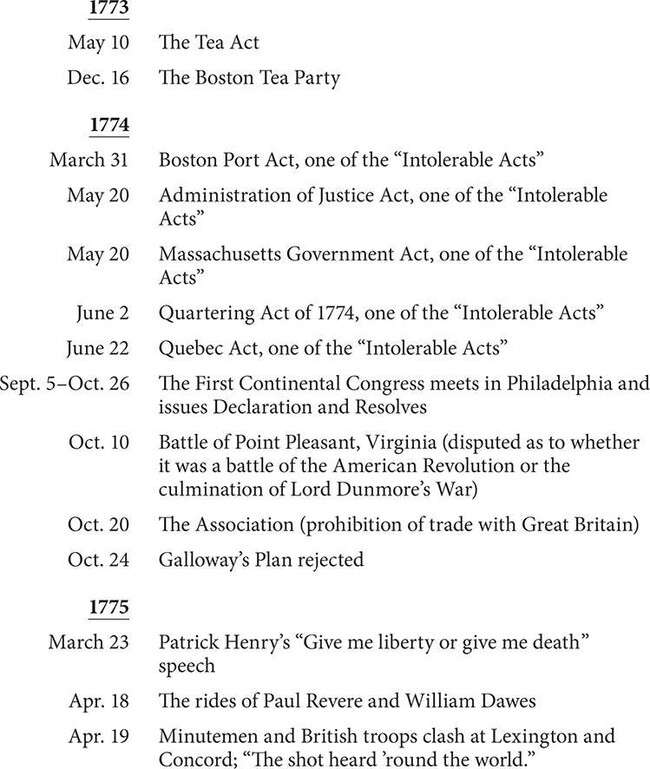 1773
May 10 The Tea Act
Dec. 16 The Boston Tea Party
1774
March 31 Boston Port Act, one of the “Intolerable Acts”
May 20 Administration of Justice Act, one of the “Intolerable
Acts”
May 20 Massachusetts Government Act, one of the “Intolerable
Acts”
June 2 Quartering Act of 1774, one of the “Intolerable Acts”
June 22 Quebec Act, one of the “Intolerable Acts”
Sept. 5–Oct. 26 The First Continental Congress meets in Philadelphia and
issues Declaration and Resolves
Oct. 10 Battle of Point Pleasant, Virginia (disputed as to whether
it was a battle of the American Revolution or the
culmination of Lord Dunmore’s War)
Oct. 20 The Association (prohibition of trade with Great Britain)
Oct. 24 Galloway’s Plan rejected
1775
March 23 Patrick Henry’s “Give me liberty or give me death”
speech
Apr. 18 The rides of Paul Revere and William Dawes
Apr. 19 Minutemen and British troops clash at Lexington and
Concord; “The shot heard ’round the world.”